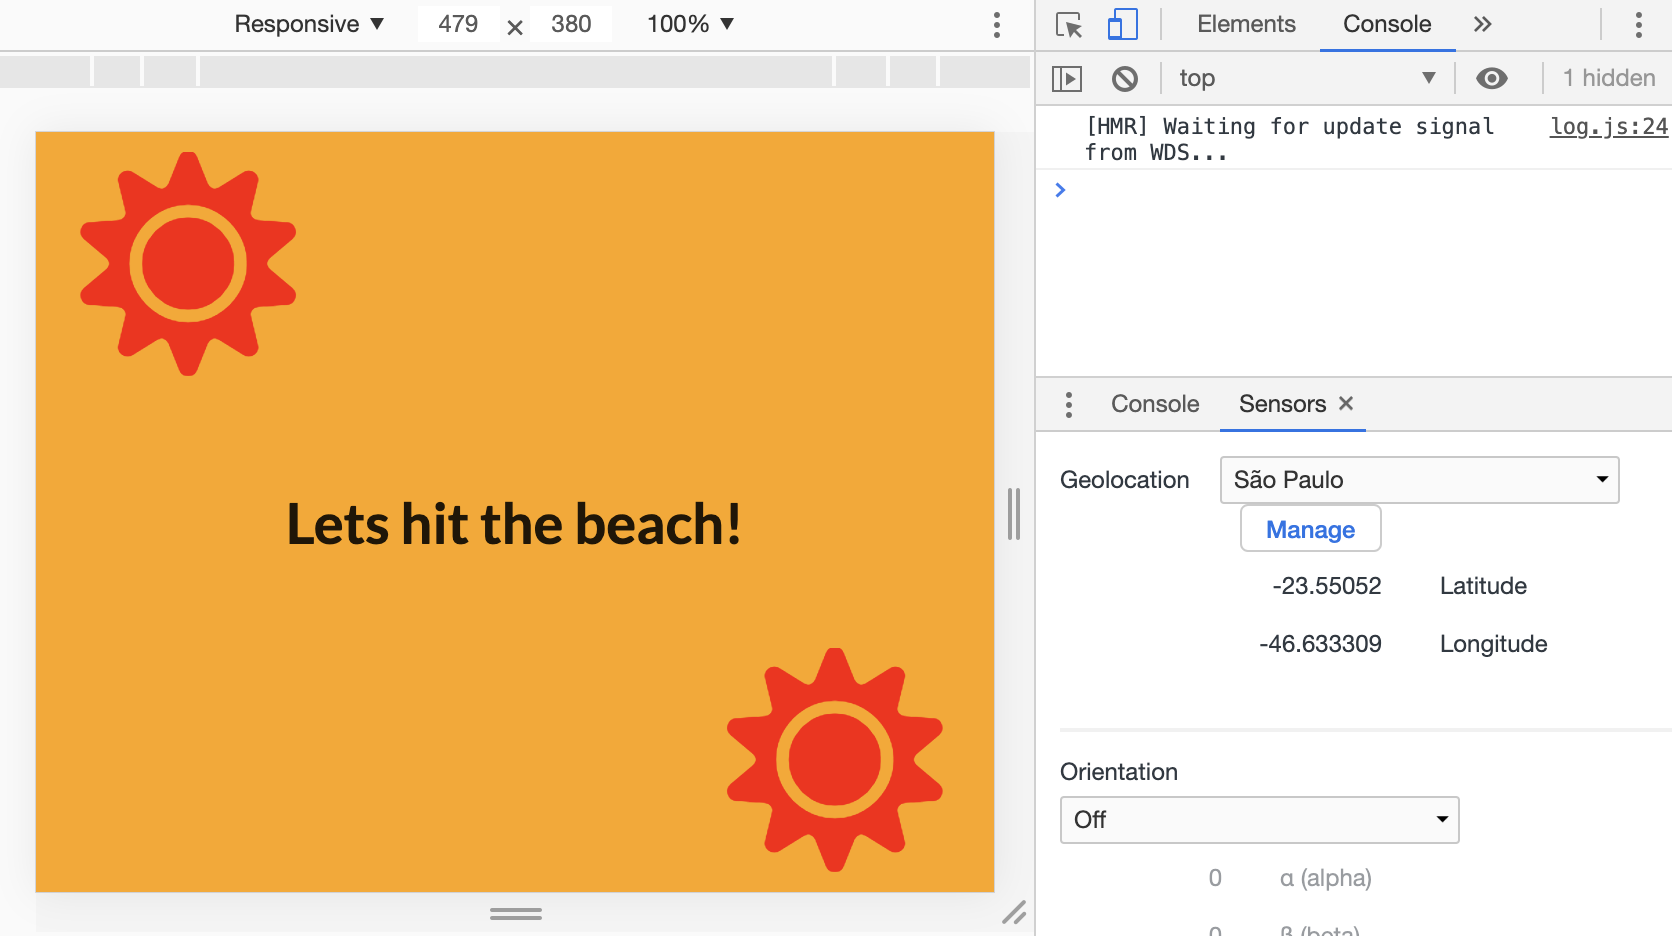 Responsive 479 × 380 100%
Elements Console
top 1 hidden
[HMR] Waiting for update signal from WDS... log.js:24
Lets hit the beach!
Console Sensors
Geolocation São Paulo
Manage
-23.55052 Latitude
-46.633309 Longitude
Orientation
Off
0 α (alpha)
0 β (beta)